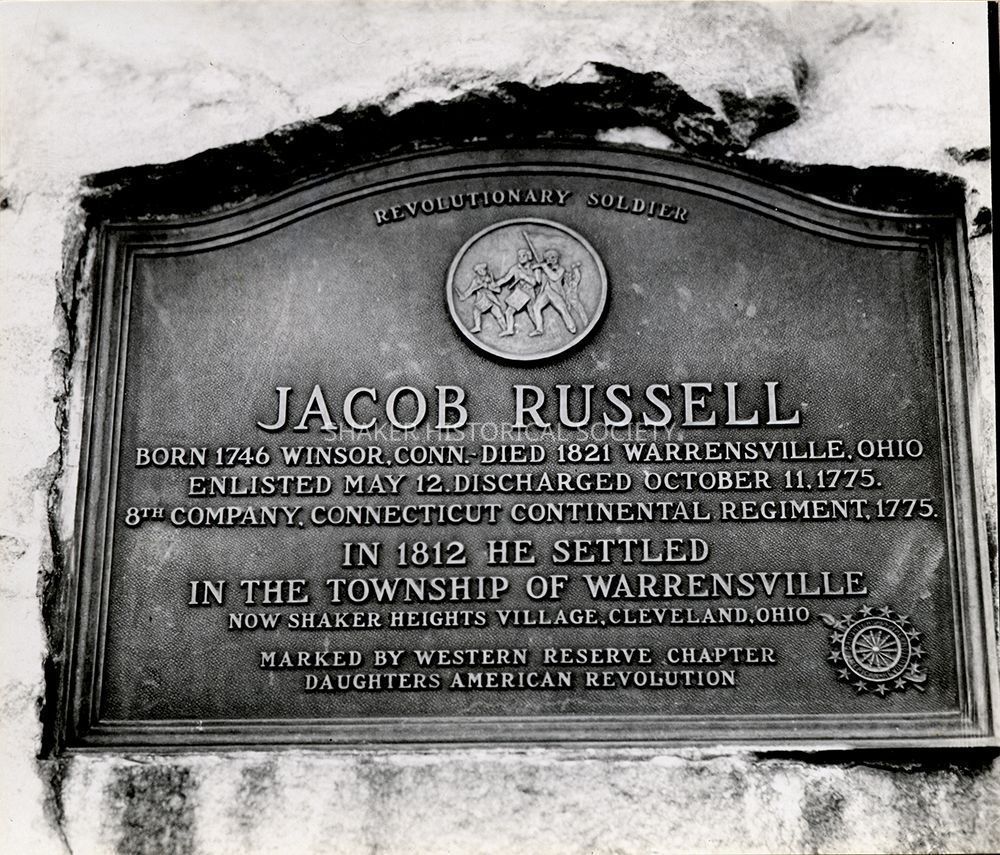 REVOLUTIONARY SOLDIER
JACOB RUSSELL
SHAKER HISTORICAL SOCIETY
BORN 1746 WINSOR, CONN.-DIED 1821 WARRENSVILLE, OHIO
ENLISTED MAY 12. DISCHARGED OCTOBER 11, 1775.
8TH COMPANY, CONNECTICUT CONTINENTAL REGIMENT, 1775.
IN 1812 HE SETTLED
IN THE TOWNSHIP OF WARRENSVILLE
NOW SHAKER HEIGHTS VILLAGE, CLEVELAND, OHIO
MARKED BY WESTERN RESERVE CHAPTER
DAUGHTERS AMERICAN REVOLUTION